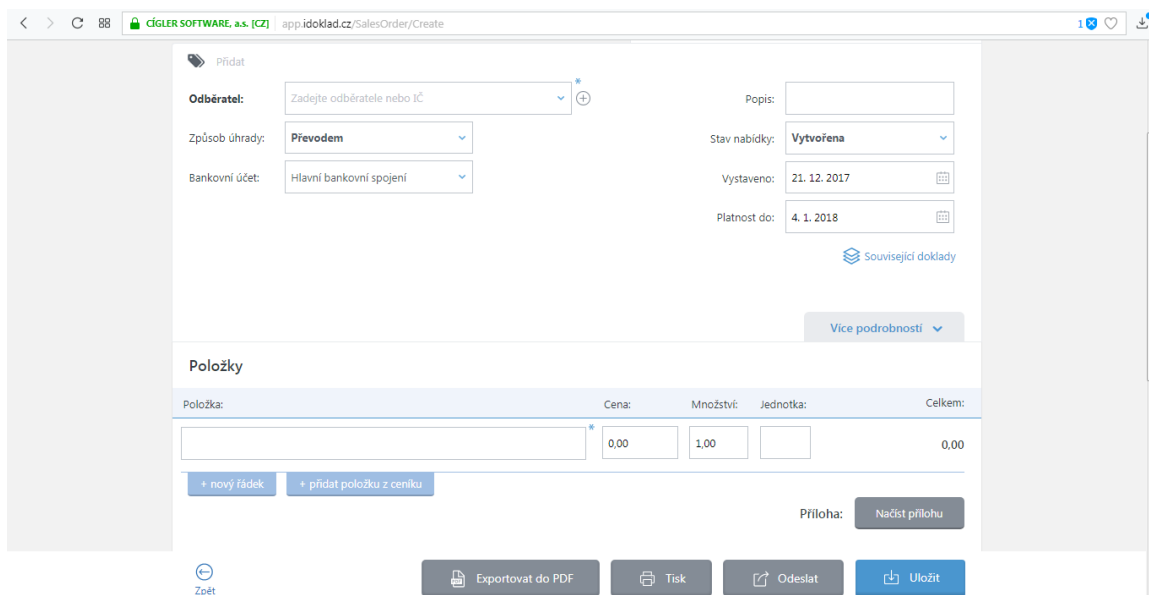 CÍGLER SOFTWARE, a.s. [CZ] app.idoklad.cz/SalesOrder/Create 1
Přidat
Odběratel: Zadejte odběratele nebo IČ * Popis:
Způsob úhrady: Převodem Stav nabídky: Vytvořena
Bankovní účet: Hlavní bankovní spojení Vystaveno: 21. 12. 2017
Platnost do: 4. 1. 2018
Související doklady
Více podrobností
Položky
Položka: Cena: Množství: Jednotka: Celkem:
* 0,00 1,00 0,00
+ nový řádek + přidat položku z ceníku
Příloha: Načíst přílohu
Zpět Exportovat do PDF Tisk Odeslat Uložit